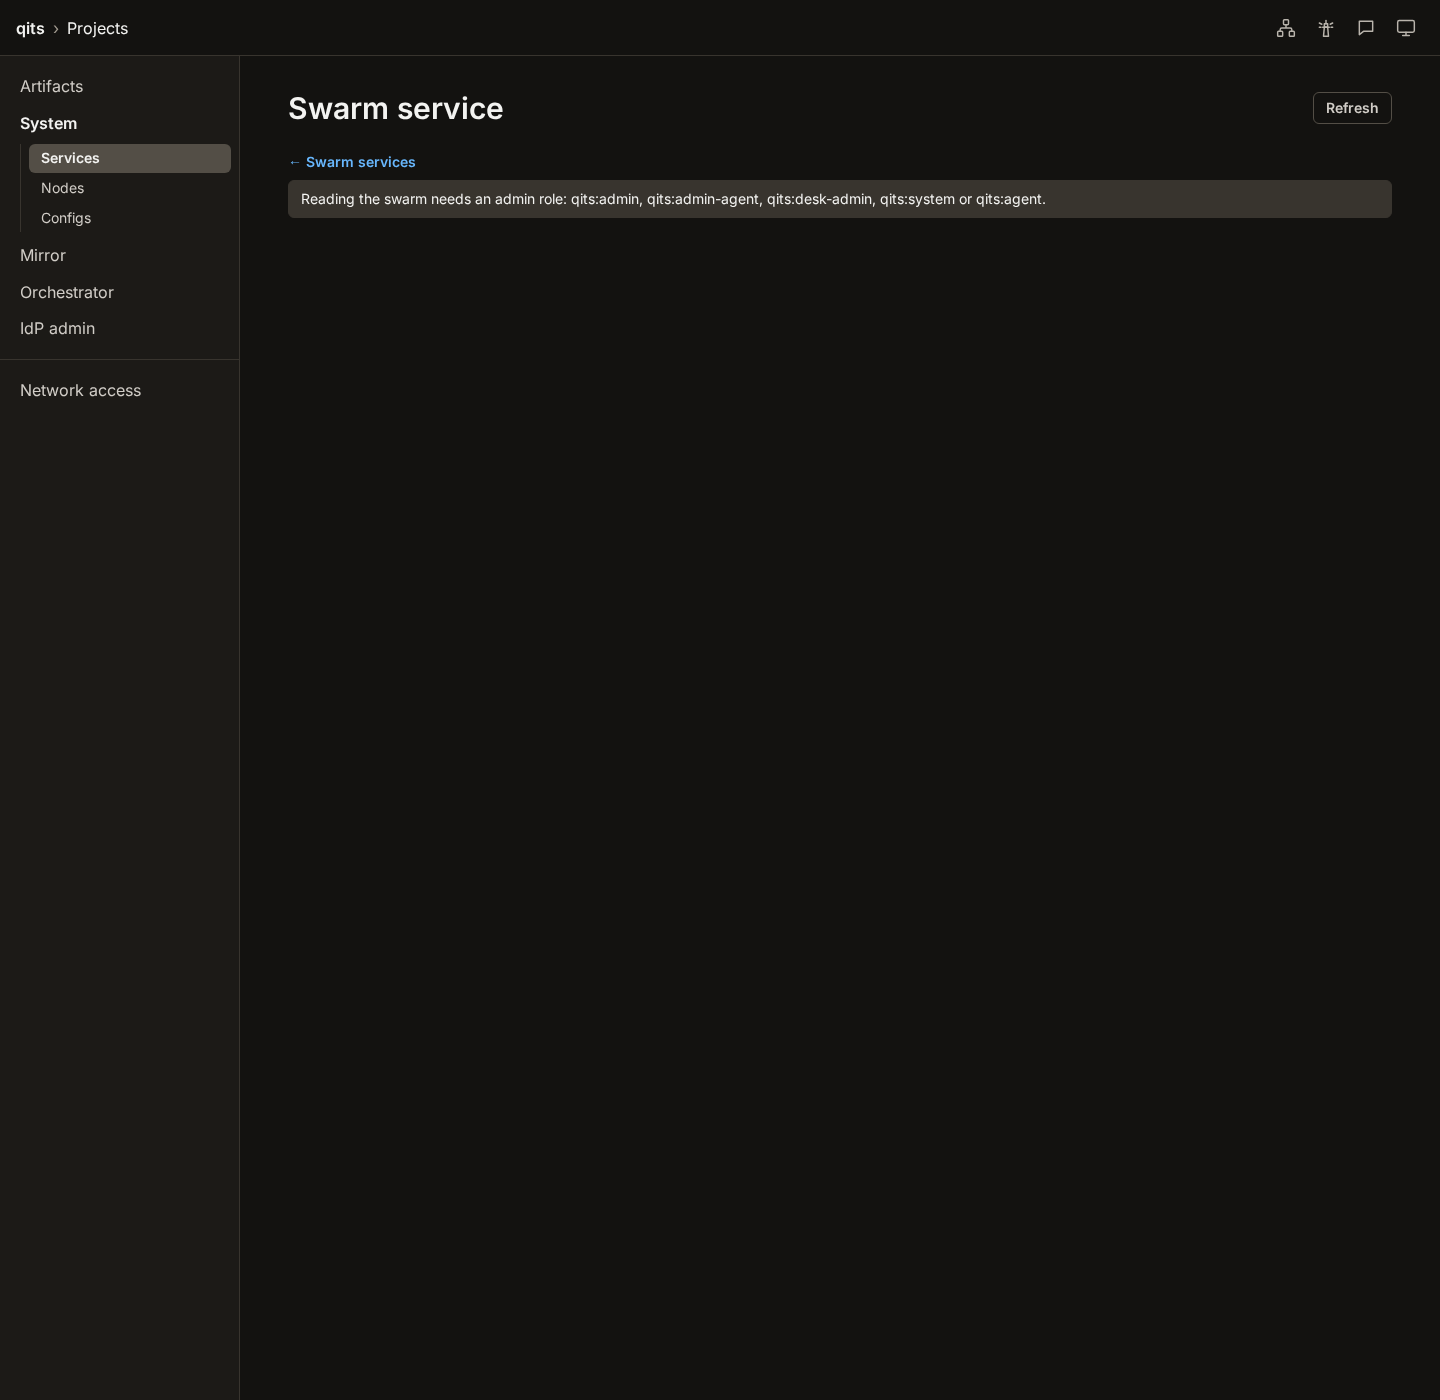 qits › Projects
Artifacts
System
Services
Nodes
Configs
Mirror
Orchestrator
IdP admin
Network access
Swarm service
Refresh
← Swarm services
Reading the swarm needs an admin role: qits:admin, qits:admin-agent, qits:desk-admin, qits:system or qits:agent.